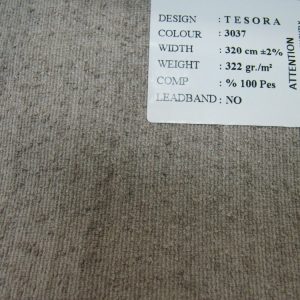 DESIGN : TESORA
COLOUR : 3037
WIDTH : 320 cm ±2%
WEIGHT : 322 gr./m²
COMP : % 100 Pes
LEADBAND : NO
ATTENTION